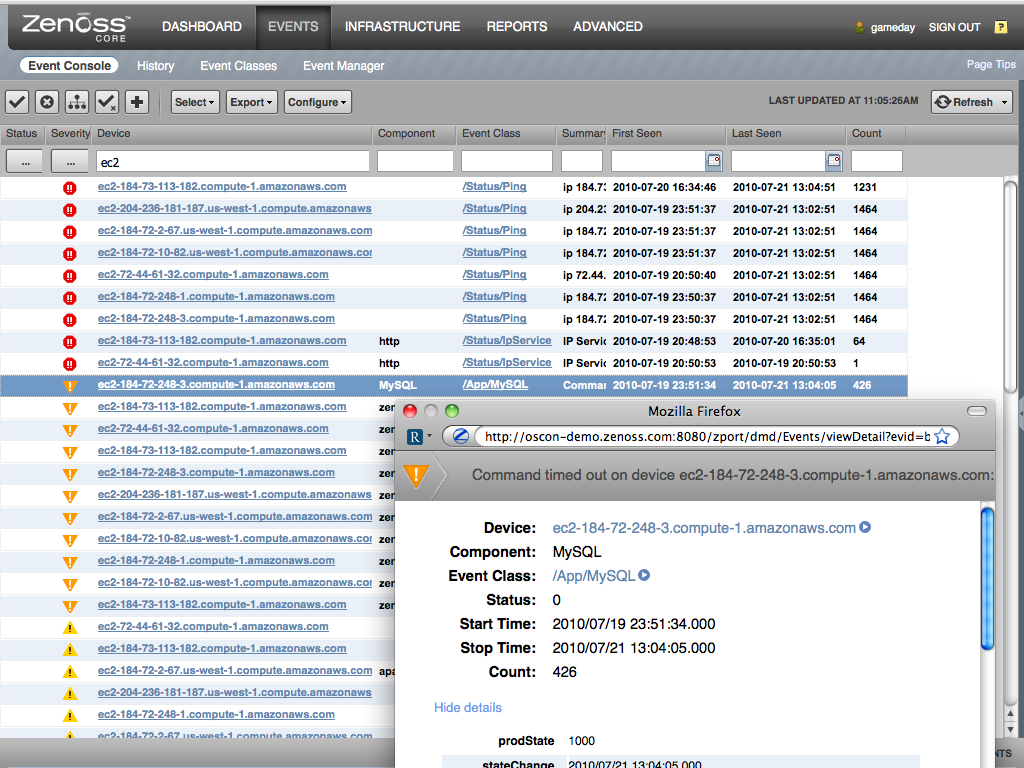 Zenoss CORE DASHBOARD EVENTS INFRASTRUCTURE REPORTS ADVANCED gameday SIGN OUT ?
Event Console History Event Classes Event Manager Page Tips
Select Export Configure LAST UPDATED AT 11:05:26AM Refresh
Status Severity Device Component Event Class Summary First Seen Last Seen Count
... ... ec2
ec2-184-73-113-182.compute-1.amazonaws.com /Status/Ping ip 184.73 2010-07-20 16:34:46 2010-07-21 13:04:51 1231
ec2-204-236-181-187.us-west-1.compute.amazonaws /Status/Ping ip 204.23 2010-07-19 23:51:37 2010-07-21 13:02:51 1464
ec2-184-72-2-67.us-west-1.compute.amazonaws.com /Status/Ping ip 184.72 2010-07-19 23:51:37 2010-07-21 13:02:51 1464
ec2-184-72-10-82.us-west-1.compute.amazonaws.cor /Status/Ping ip 184.72 2010-07-19 23:51:37 2010-07-21 13:02:51 1464
ec2-72-44-61-32.compute-1.amazonaws.com /Status/Ping ip 72.44. 2010-07-19 20:50:40 2010-07-21 13:02:51 1464
ec2-184-72-248-1.compute-1.amazonaws.com /Status/Ping ip 184.72 2010-07-19 23:50:37 2010-07-21 13:02:51 1464
ec2-184-72-248-3.compute-1.amazonaws.com /Status/Ping ip 184.72 2010-07-19 23:50:37 2010-07-21 13:02:51 1464
ec2-184-73-113-182.compute-1.amazonaws.com http /Status/IpService IP Servic 2010-07-19 20:48:53 2010-07-20 16:35:01 64
ec2-72-44-61-32.compute-1.amazonaws.com http /Status/IpService IP Servic 2010-07-19 20:50:53 2010-07-19 20:50:53 1
ec2-184-72-248-3.compute-1.amazonaws.com MySQL /App/MySQL Comma 2010-07-19 23:51:34 2010-07-21 13:04:05 426
ec2-184-73-113-182.compute-1.amazonaws.com zen
ec2-72-44-61-32.compute-1.amazonaws.com zen
ec2-184-73-113-182.compute-1.amazonaws.com zen
ec2-184-72-248-3.compute-1.amazonaws.com zen
ec2-204-236-181-187.us-west-1.compute.amazonaws zen
ec2-184-72-2-67.us-west-1.compute.amazonaws.com zen
ec2-184-72-10-82.us-west-1.compute.amazonaws.cor zen
ec2-184-72-248-1.compute-1.amazonaws.com zen
ec2-184-72-10-82.us-west-1.compute.amazonaws.cor zen
ec2-184-73-113-182.compute-1.amazonaws.com zen
ec2-72-44-61-32.compute-1.amazonaws.com
ec2-184-73-113-182.compute-1.amazonaws.com
ec2-184-72-2-67.us-west-1.compute.amazonaws.com apa
ec2-204-236-181-187.us-west-1.compute.amazonaws
ec2-184-72-248-1.compute-1.amazonaws.com
ec2-184-72-2-67.us-west-1.compute.amazonaws.com
NTS
Mozilla Firefox
R http://oscon-demo.zenoss.com:8080/zport/dmd/Events/viewDetail?evid=b
Command timed out on device ec2-184-72-248-3.compute-1.amazonaws.com:
Device: ec2-184-72-248-3.compute-1.amazonaws.com
Component: MySQL
Event Class: /App/MySQL
Status: 0
Start Time: 2010/07/19 23:51:34.000
Stop Time: 2010/07/21 13:04:05.000
Count: 426
Hide details
prodState 1000
stateChange 2010/07/21 13:04:05.000